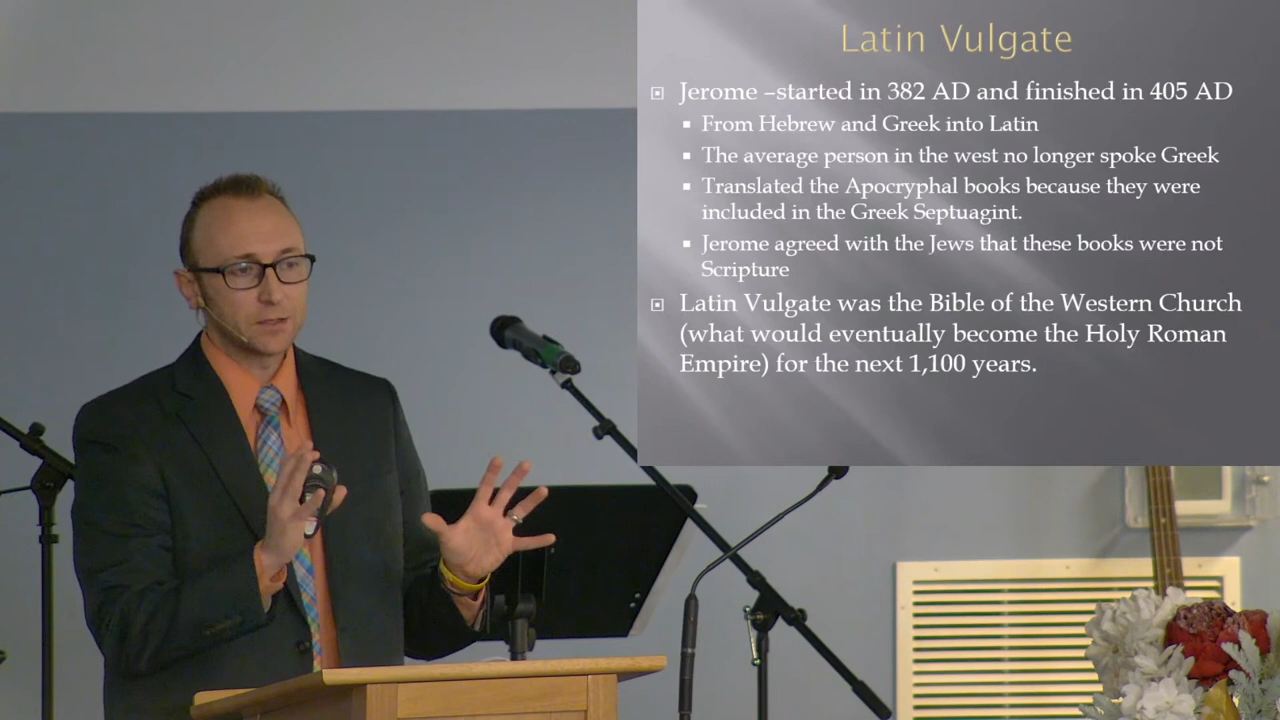 Latin Vulgate
Jerome –started in 382 AD and finished in 405 AD
From Hebrew and Greek into Latin
The average person in the west no longer spoke Greek
Translated the Apocryphal books because they were
included in the Greek Septuagint.
Jerome agreed with the Jews that these books were not
Scripture
Latin Vulgate was the Bible of the Western Church
(what would eventually become the Holy Roman
Empire) for the next 1,100 years.